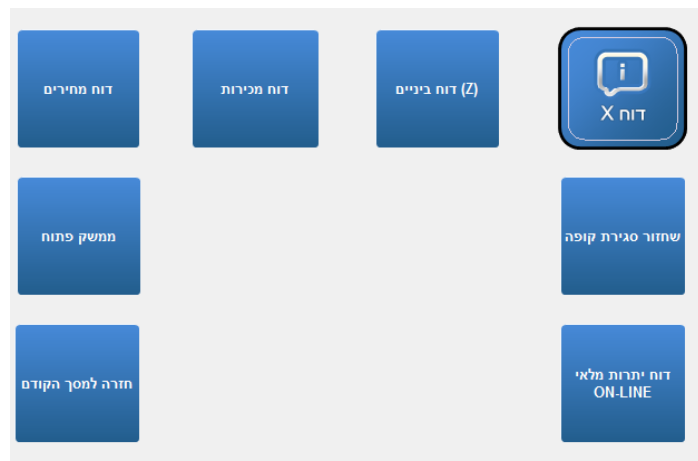 דוח X
(Z) דוח ביניים
דוח מכירות
דוח מחירים
שחזור סגירת קופה
ממשק פתוח
דוח יתרות מלאי
ON-LINE
חזרה למסך הקודם